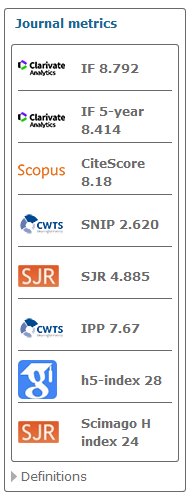 Journal metrics
Clarivate
Analytics
IF 8.792
Clarivate
Analytics
IF 5-year
8.414
Scopus
CiteScore
8.18
CWTS
SNIP 2.620
SJR
SJR 4.885
CWTS
IPP 7.67
g
h5-index 28
SJR
Scimago H
index 24
Definitions